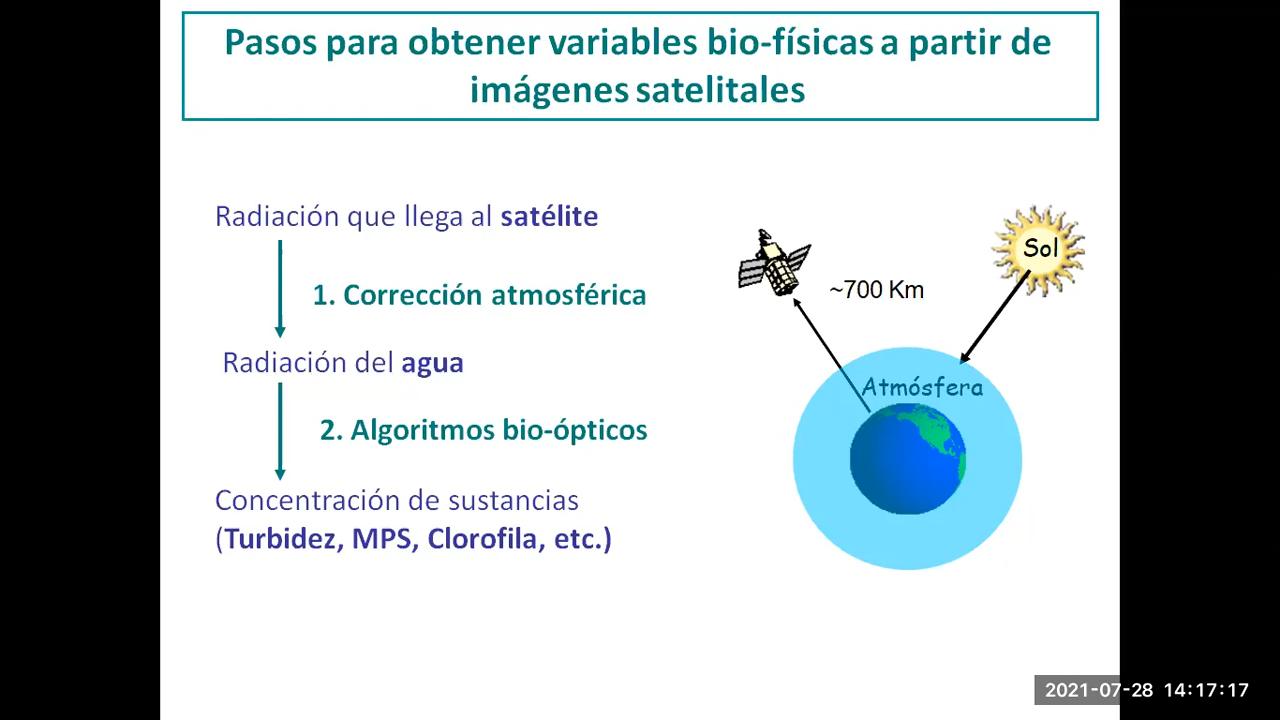 Pasos para obtener variables bio-físicas a partir de
imágenes satelitales
Radiación que llega al satélite
1. Corrección atmosférica
Radiación del agua
2. Algoritmos bio-ópticos
Concentración de sustancias
(Turbidez, MPS, Clorofila, etc.)
Sol
~700 Km
Atmósfera
2021-07-28 14:17:17